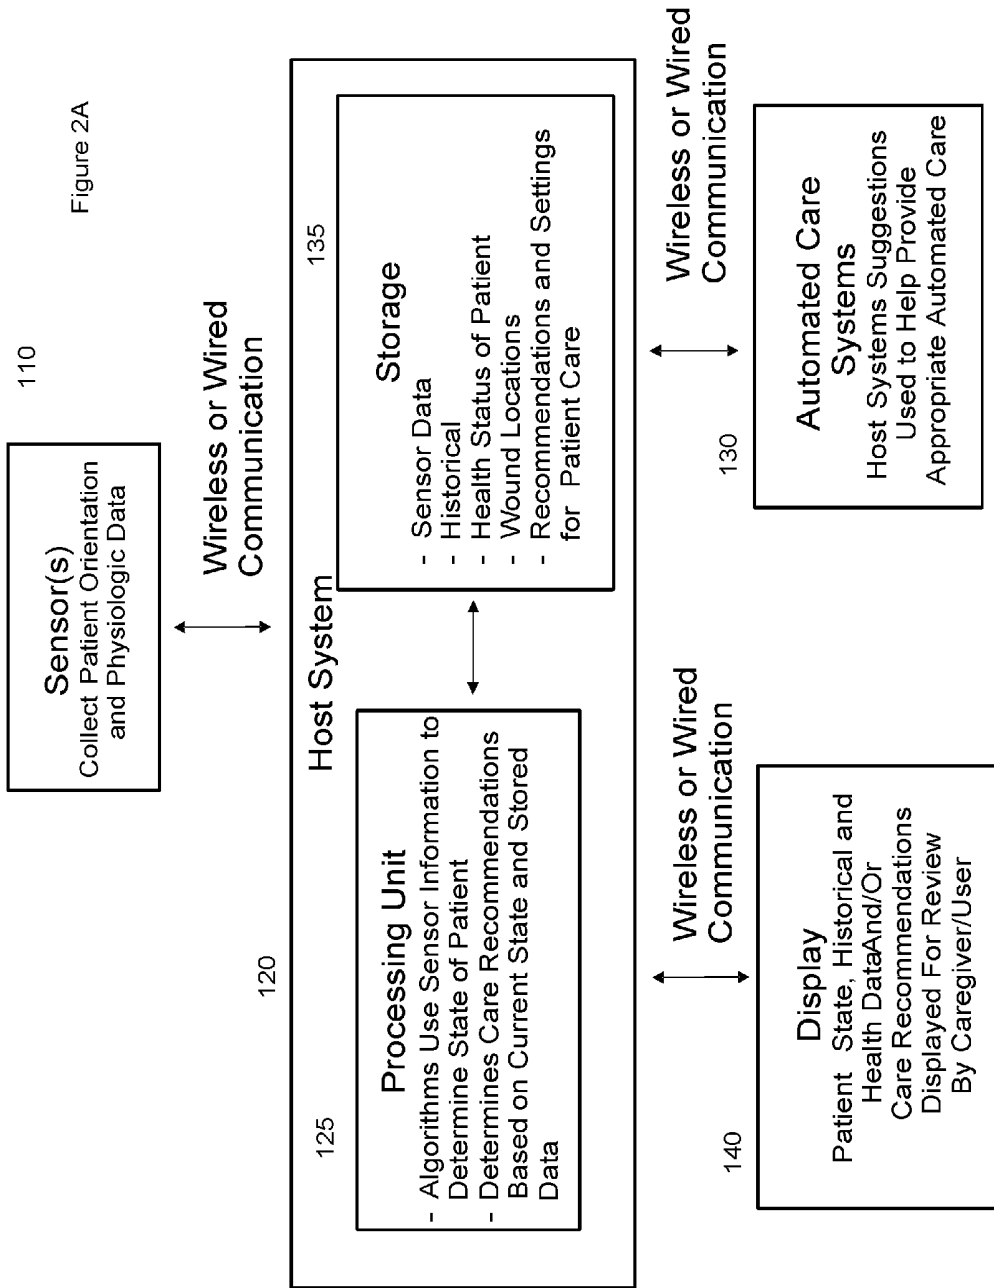 Figure 2A
110
Sensor(s)
Collect Patient Orientation
and Physiologic Data
Wireless or Wired
Communication
120
Host System
125
Processing Unit
- Algorithms Use Sensor Information to
Determine State of Patient
- Determines Care Recommendations
Based on Current State and Stored
Data
135
Storage
- Sensor Data
- Historical
- Health Status of Patient
- Wound Locations
- Recommendations and Settings
for Patient Care
Wireless or Wired
Communication
Wireless or Wired
Communication
140
Display
Patient State, Historical and
Health DataAnd/Or
Care Recommendations
Displayed For Review
By Caregiver/User
130
Automated Care
Systems
Host Systems Suggestions
Used to Help Provide
Appropriate Automated Care